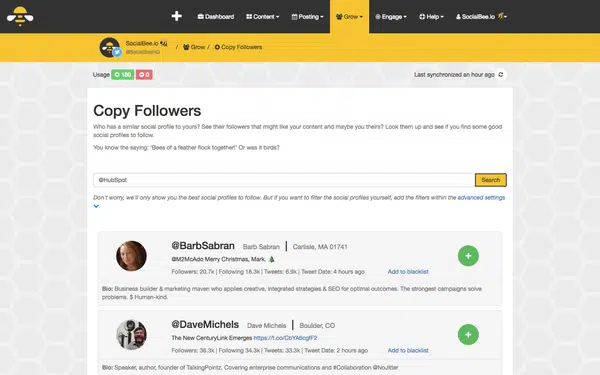 Dashboard Content Posting Grow Engage Help SocialBee.io
SocialBee.io / Grow / Copy Followers
@SocialBeeHQ
Usage 180 0 Last synchronized an hour ago
Copy Followers
Who has a similar social profile to yours? See their followers that might like your content and maybe you theirs? Look them up and see if you find some good
social profiles to follow.
You know the saying: 'Bees of a feather flock together!' Or was it birds?
@HubSpot Search
Don't worry, we'll only show you the best social profiles to follow. But if you want to filter the social profiles yourself, add the filters within the advanced settings
@BarbSabran Barb Sabran | Carlisle, MA 01741
@M2McAdo Merry Christmas, Mark. 🎄
Followers: 20.7k | Following 18.3k | Tweets: 6.9k | Tweet Date: 4 hours ago Add to blacklist
Bio: Business builder & marketing maven who applies creative, integrated strategies & SEO for optimal outcomes. The strongest campaigns solve
problems. $ Human-kind.
@DaveMichels Dave Michels | Boulder, CO
The New CenturyLink Emerges
Followers: 36.3k | Following 34.3k | Tweets: 33.3k | Tweet Date: 2 hours ago Add to blacklist
Bio: Speaker, author, founder of TalkingPointz. Covering enterprise communications and #Collaboration @NoJitter